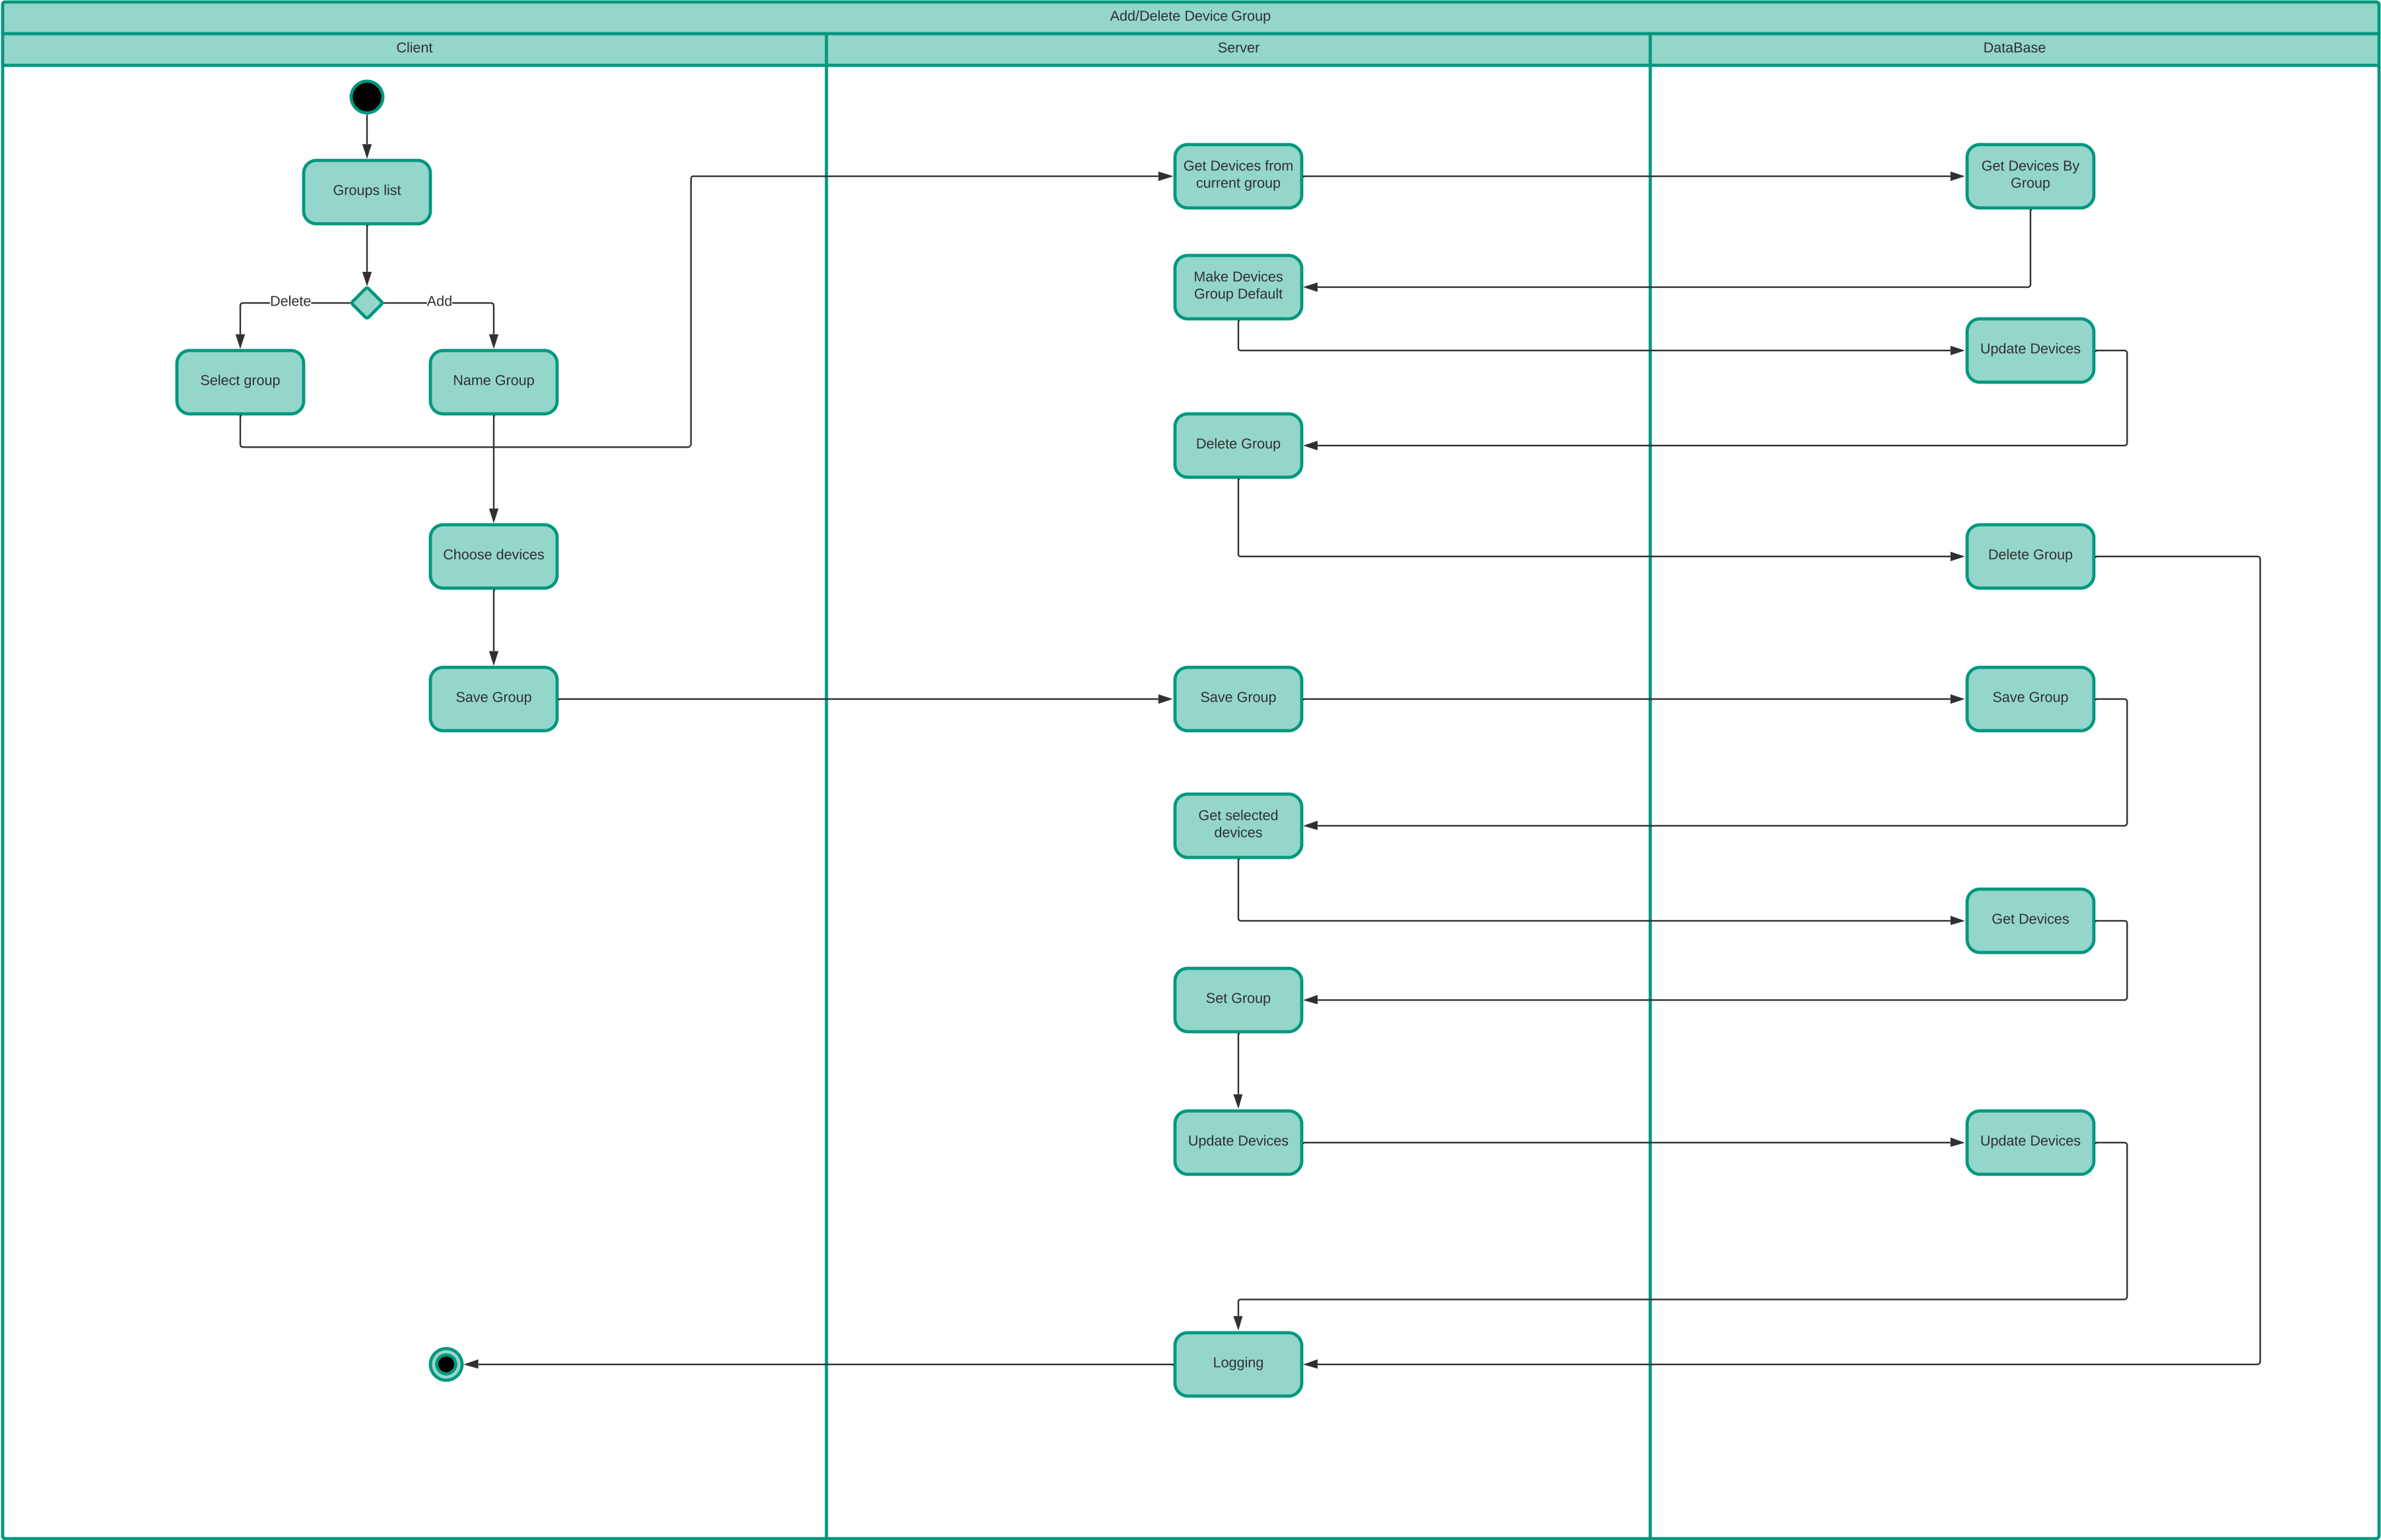 Add/Delete Device Group
Client
Server
DataBase
Groups list
Get Devices from
current group
Get Devices By
Group
Make Devices
Group Default
Delete
Add
Update Devices
Select group
Name Group
Delete Group
Choose devices
Delete Group
Save Group
Save Group
Save Group
Get selected
devices
Get Devices
Set Group
Update Devices
Update Devices
Logging